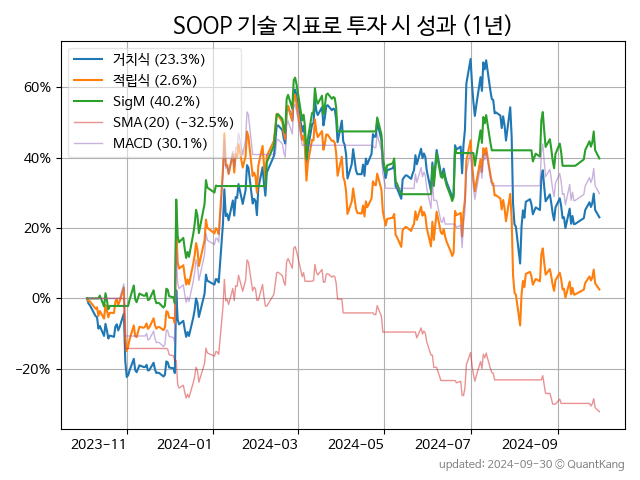 SOOP 기술 지표로 투자 시 성과 (1년)
거치식 (23.3%)
적립식 (2.6%)
SigM (40.2%)
SMA(20) (−32.5%)
MACD (30.1%)
60%
40%
20%
0%
−20%
2023-11 2024-01 2024-03 2024-05 2024-07 2024-09
updated: 2024-09-30 © QuantKang